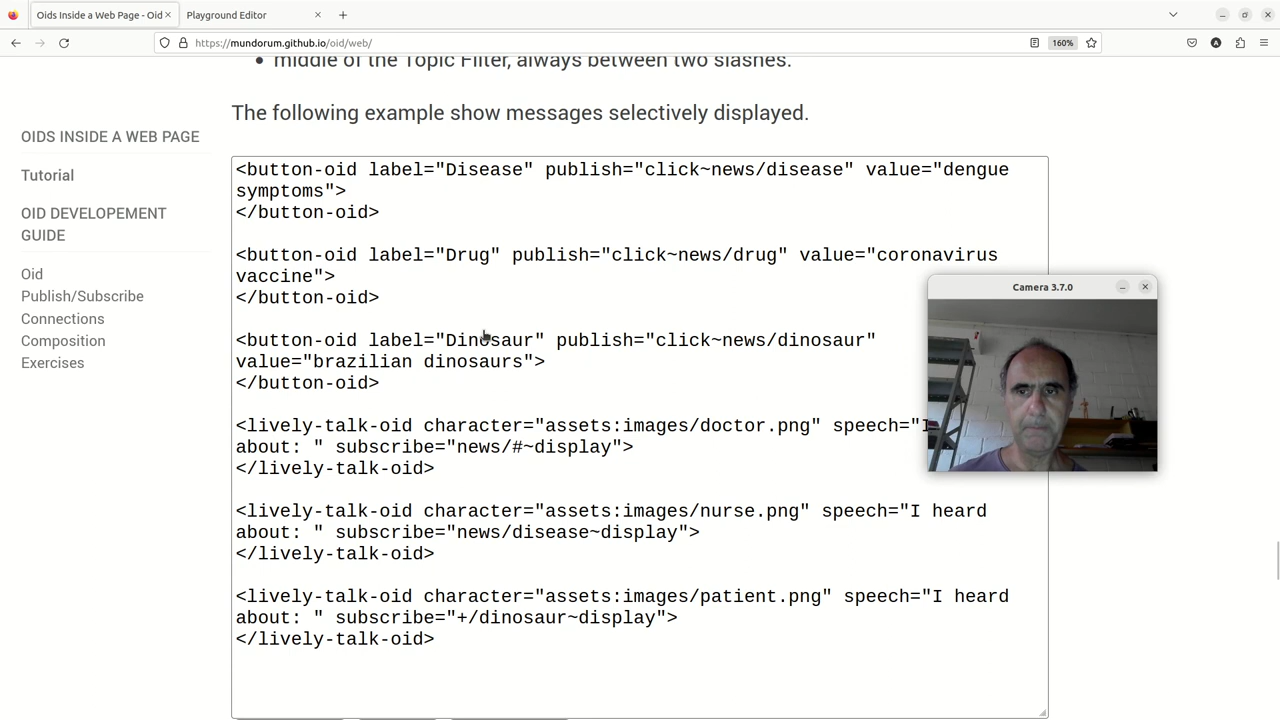 Oids Inside a Web Page - Oid
Playground Editor
https://mundorum.github.io/oid/web/
160%
middle of the Topic Filter, always between two slashes.
The following example show messages selectively displayed.
OIDS INSIDE A WEB PAGE
Tutorial
OID DEVELOPEMENT
GUIDE
Oid
Publish/Subscribe
Connections
Composition
Exercises
<button-oid label="Disease" publish="click~news/disease" value="dengue
symptoms">
</button-oid>
<button-oid label="Drug" publish="click~news/drug" value="coronavirus
vaccine">
</button-oid>
<button-oid label="Dinosaur" publish="click~news/dinosaur"
value="brazilian dinosaurs">
</button-oid>
<lively-talk-oid character="assets:images/doctor.png" speech="I
about: " subscribe="news/#~display">
</lively-talk-oid>
<lively-talk-oid character="assets:images/nurse.png" speech="I heard
about: " subscribe="news/disease~display">
</lively-talk-oid>
<lively-talk-oid character="assets:images/patient.png" speech="I heard
about: " subscribe="+/dinosaur~display">
</lively-talk-oid>
Camera 3.7.0